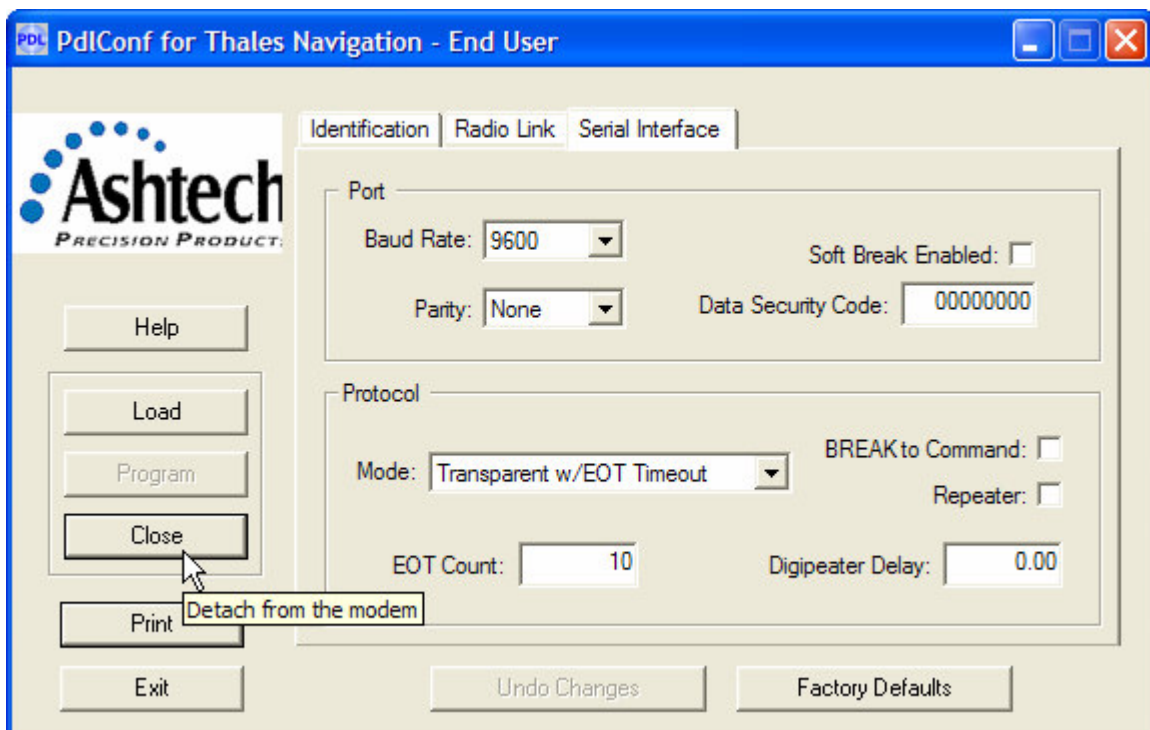 PDL PdlConf for Thales Navigation - End User
Ashtech
PRECISION PRODUCT
Identification Radio Link Serial Interface
Port
Baud Rate: 9600
Soft Break Enabled:
Parity: None
Data Security Code: 00000000
Help
Load
Program
Close
Detach from the modem
Print
Exit
Protocol
Mode: Transparent w/EOT Timeout
BREAK to Command:
Repeater:
EOT Count: 10
Digipeater Delay: 0.00
Undo Changes
Factory Defaults